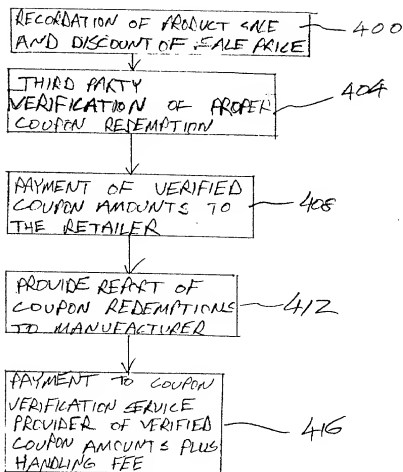 RECORDATION OF PRODUCT SALE
AND DISCOUNT OF SALE PRICE
400
THIRD PARTY
VERIFICATION OF PROPER
COUPON REDEMPTION
404
PAYMENT OF VERIFIED
COUPON AMOUNTS TO
THE RETAILER
408
PROVIDE REPORT OF
COUPON REDEMPTIONS
TO MANUFACTURER
412
PAYMENT TO COUPON
VERIFICATION SERVICE
PROVIDER OF VERIFIED
COUPON AMOUNTS PLUS
HANDLING FEE
416